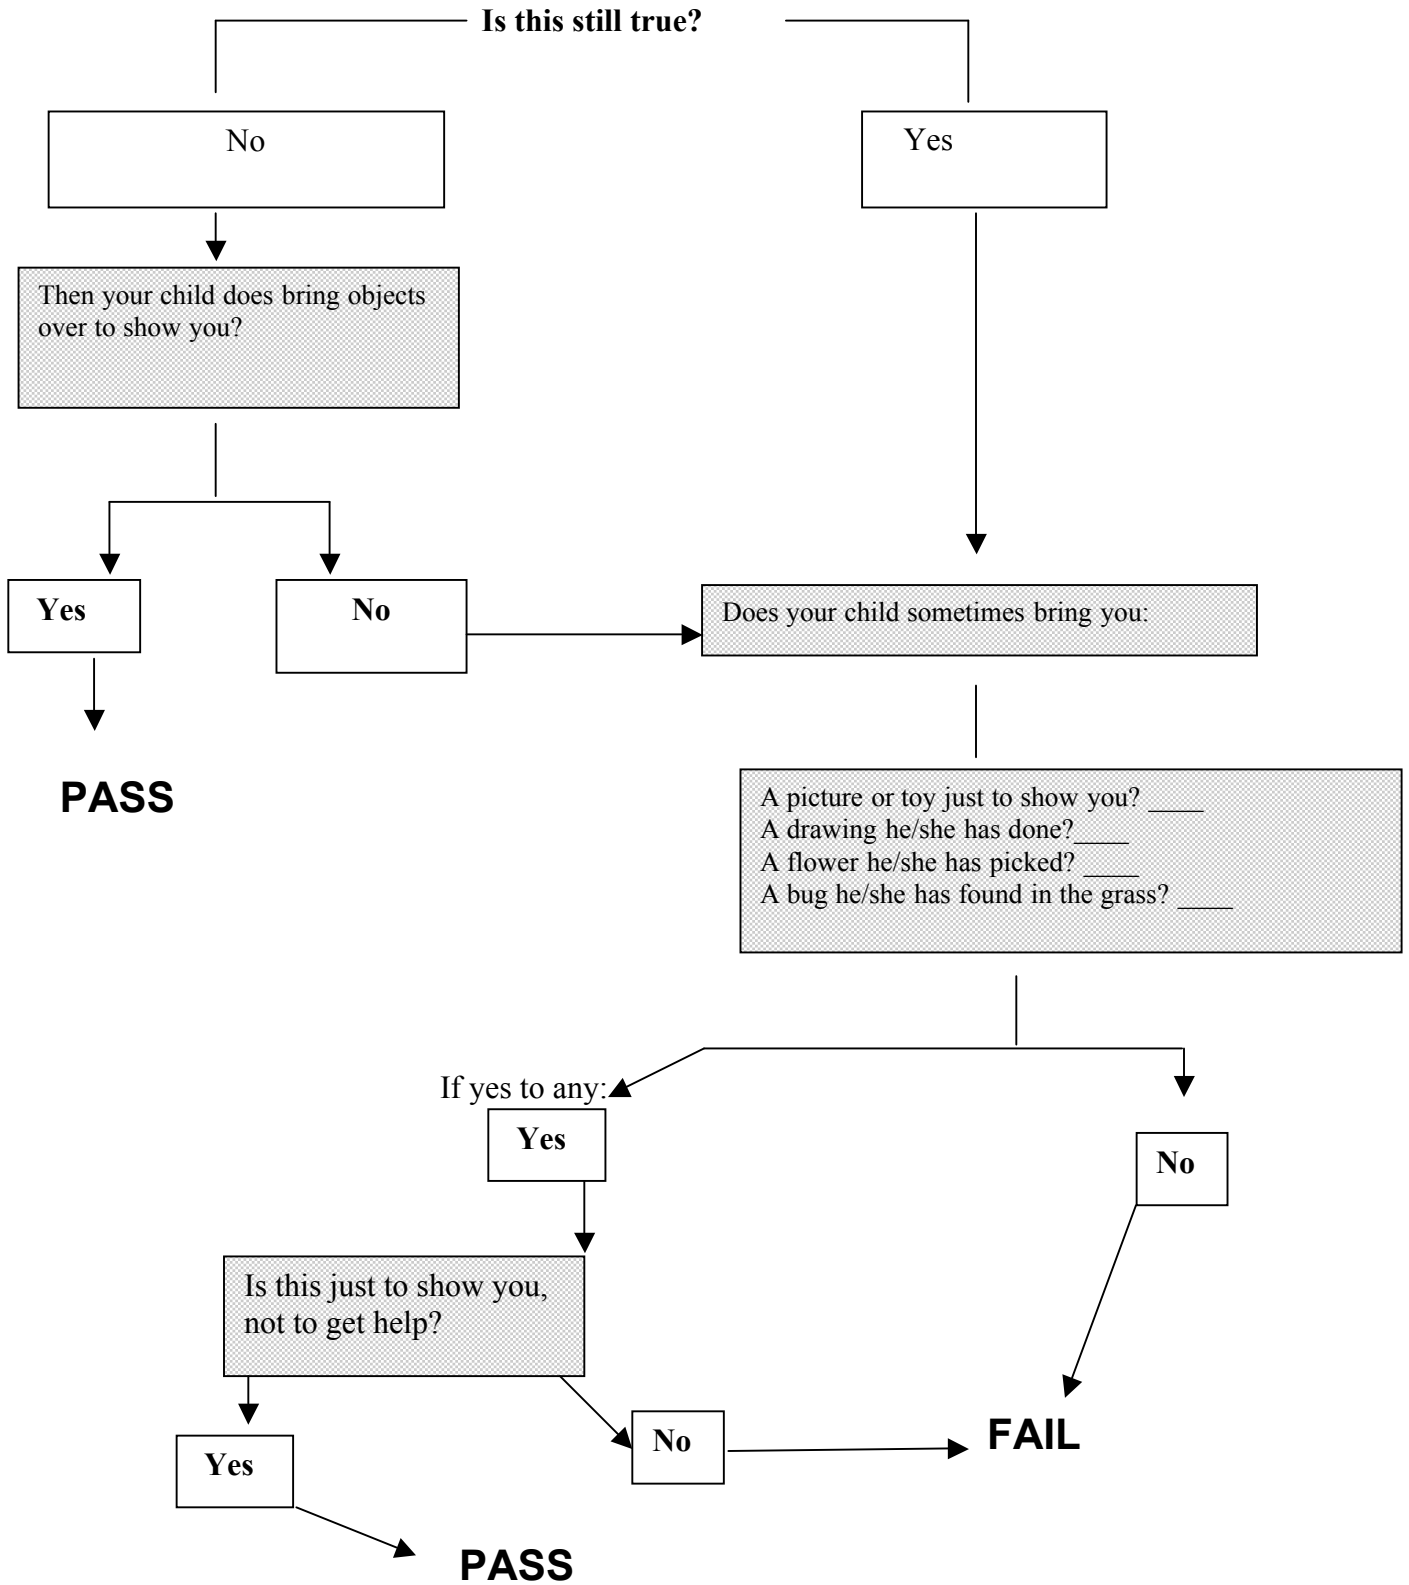 Is this still true?
No
Yes
Then your child does bring objects
over to show you?
Yes
No
Does your child sometimes bring you:
PASS
A picture or toy just to show you? ____
A drawing he/she has done?____
A flower he/she has picked? ____
A bug he/she has found in the grass? ____
If yes to any:
Yes
No
Is this just to show you,
not to get help?
Yes
No
FAIL
PASS